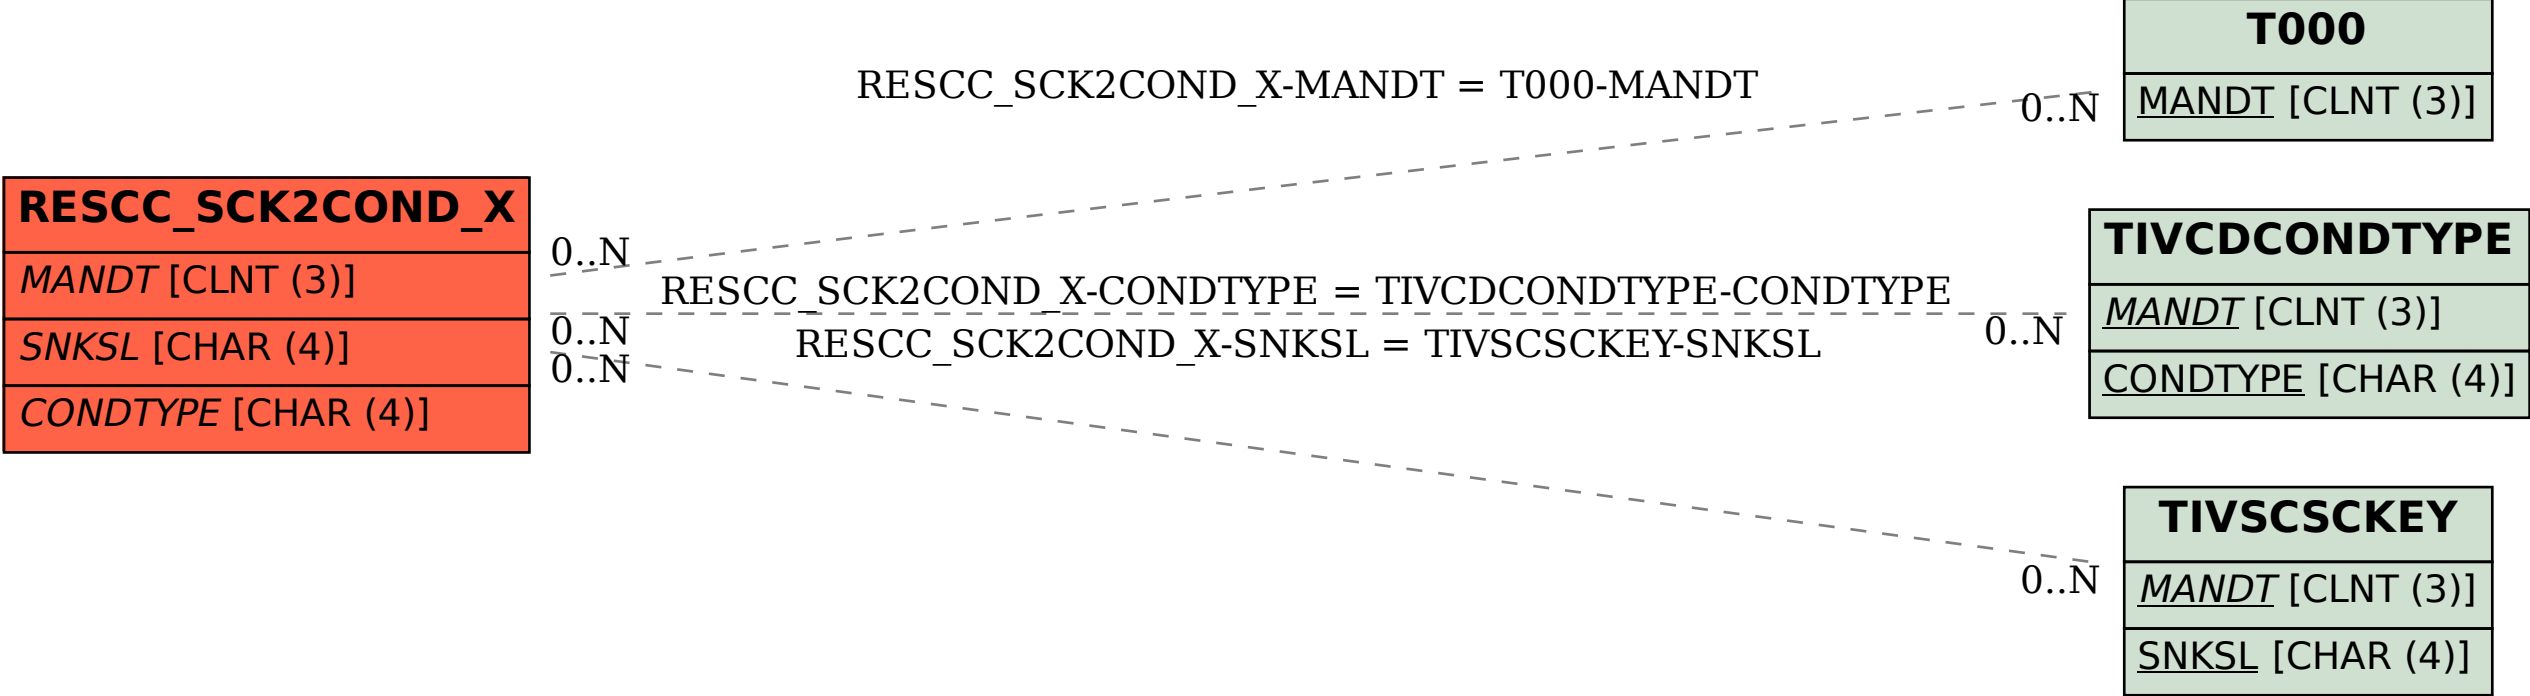 RESCC_SCK2COND_X
MANDT [CLNT (3)]
SNKSL [CHAR (4)]
CONDTYPE [CHAR (4)]
RESCC_SCK2COND_X-MANDT = T000-MANDT
0..N
0..N
RESCC_SCK2COND_X-CONDTYPE = TIVCDCONDTYPE-CONDTYPE
0..N
0..N
RESCC_SCK2COND_X-SNKSL = TIVSCSCKEY-SNKSL
0..N
0..N
T000
MANDT [CLNT (3)]
TIVCDCONDTYPE
MANDT [CLNT (3)]
CONDTYPE [CHAR (4)]
TIVSCSCKEY
MANDT [CLNT (3)]
SNKSL [CHAR (4)]